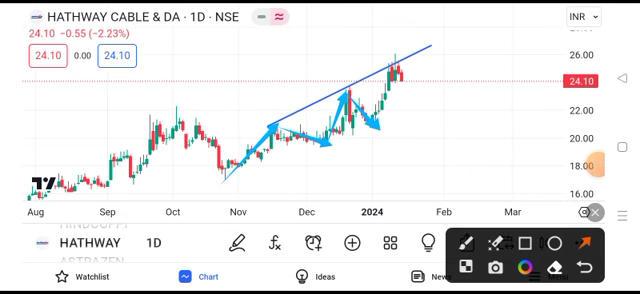 HATHWAY CABLE & DA · 1D · NSE
INR
24.10 −0.55 (−2.23%)
24.10
0.00
24.10
26.00
24.10
22.00
20.00
18.00
16.00
Aug Sep Oct Nov Dec 2024 Feb Mar
HATHWAY 1D
ASTRAZEN
Watchlist
Chart
Ideas
News